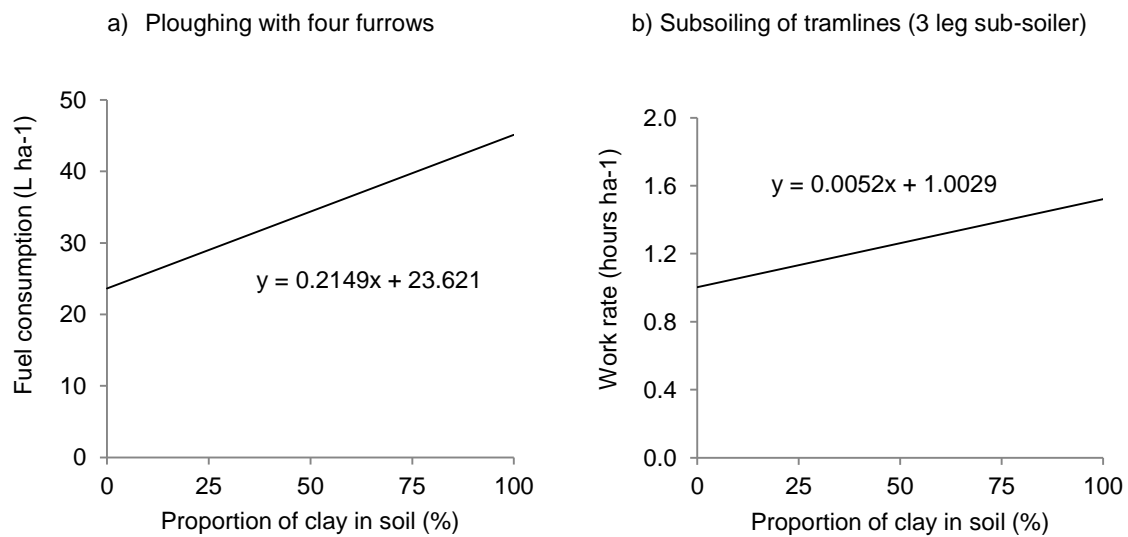 a) Ploughing with four furrows
50
40
30
20
10
0
Fuel consumption (L ha-1)
y = 0.2149x + 23.621
0 25 50 75 100
Proportion of clay in soil (%)
b) Subsoiling of tramlines (3 leg sub-soiler)
2.0
1.6
1.2
0.8
0.4
0.0
Work rate (hours ha-1)
y = 0.0052x + 1.0029
0 25 50 75 100
Proportion of clay in soil (%)